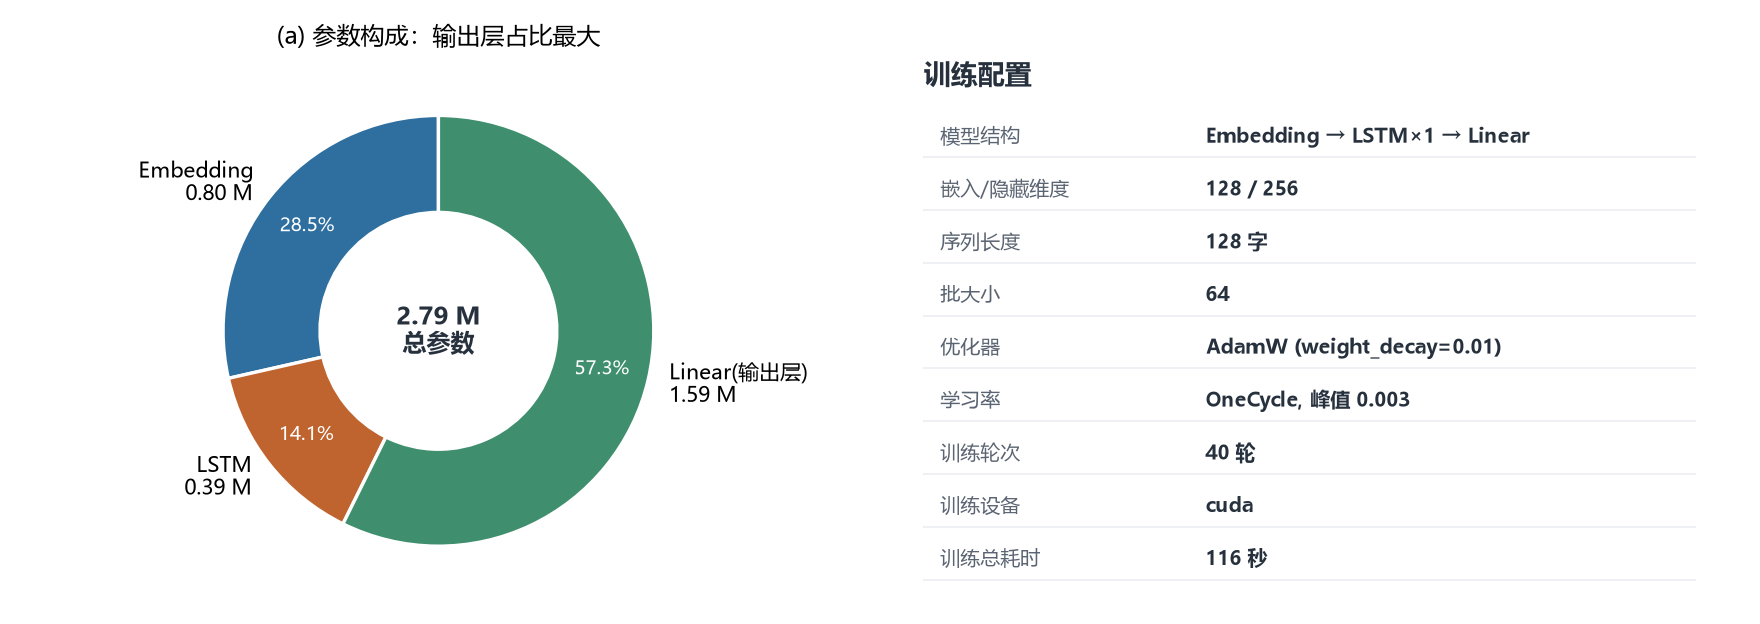 (a) 参数构成：输出层占比最大
Embedding
0.80 M
28.5%
2.79 M
总参数
57.3%
Linear(输出层)
1.59 M
14.1%
LSTM
0.39 M
训练配置
模型结构 Embedding → LSTM×1 → Linear
嵌入/隐藏维度 128 / 256
序列长度 128 字
批大小 64
优化器 AdamW (weight_decay=0.01)
学习率 OneCycle, 峰值 0.003
训练轮次 40 轮
训练设备 cuda
训练总耗时 116 秒